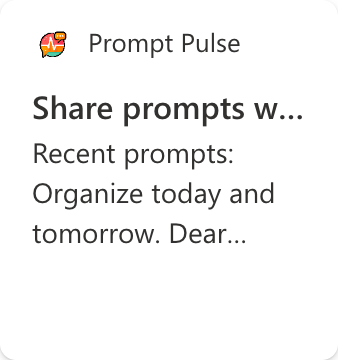 Prompt Pulse
Share prompts w...
Recent prompts:
Organize today and
tomorrow. Dear...